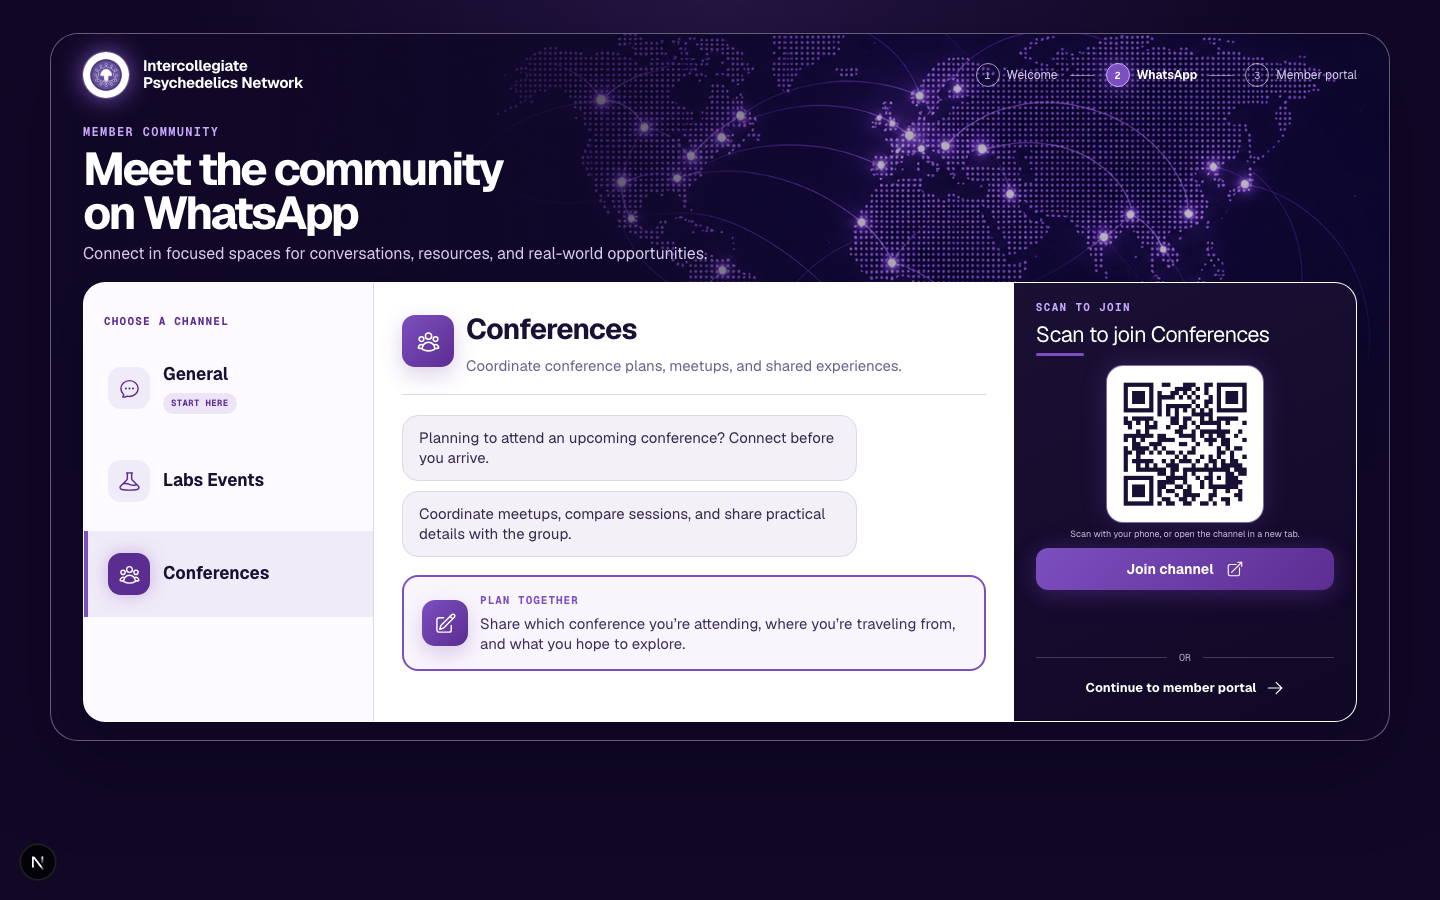 Intercollegiate
Psychedelics Network
1 Welcome
2 WhatsApp
3 Member portal
MEMBER COMMUNITY
Meet the community
on WhatsApp
Connect in focused spaces for conversations, resources, and real-world opportunities.
CHOOSE A CHANNEL
General
START HERE
Labs Events
Conferences
Conferences
Coordinate conference plans, meetups, and shared experiences.
Planning to attend an upcoming conference? Connect before
you arrive.
Coordinate meetups, compare sessions, and share practical
details with the group.
PLAN TOGETHER
Share which conference you’re attending, where you’re traveling from,
and what you hope to explore.
SCAN TO JOIN
Scan to join Conferences
Scan with your phone, or open the channel in a new tab.
Join channel
OR
Continue to member portal
N